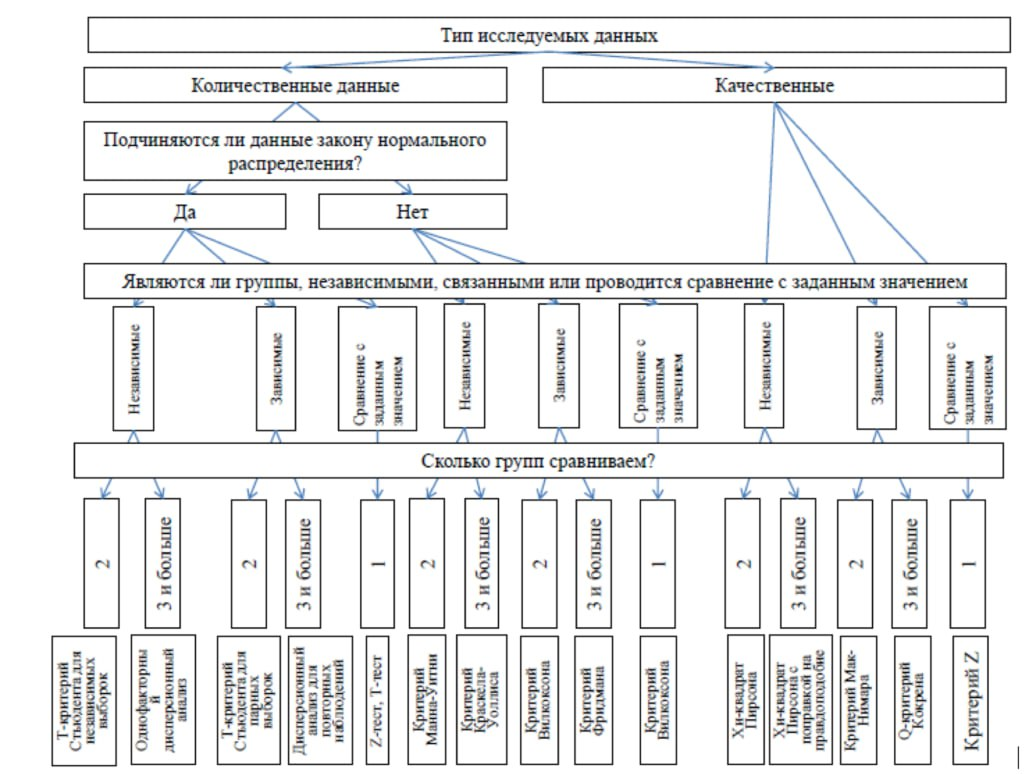 Тип исследуемых данных
Количественные данные
Качественные
Подчиняются ли данные закону нормального
распределения?
Да
Нет
Являются ли группы, независимыми, связанными или проводится сравнение с заданным значением
Независимые
Зависимые
Сравнение с
заданным
значением
Независимые
Зависимые
Сравнение с
заданным
значением
Независимые
Зависимые
Сравнение с
заданным
значением
Сколько групп сравниваем?
2
3 и больше
2
3 и больше
1
2
3 и больше
2
3 и больше
1
2
3 и больше
2
3 и больше
1
Т-критерий
Стьюдента для
независимых
выборок
Однофакторны
й
дисперсионный
анализ
Т-критерий
Стьюдента для
парных
выборок
Дисперсионный
анализ для
повторных
наблюдений
Z-тест, Т-тест
Критерий
Манна-Уитни
Критерий
Краскела-
Уоллиса
Критерий
Вилкоксона
Критерий
Фридмана
Критерий
Вилкоксона
Хи-квадрат
Пирсона
Хи-квадрат
Пирсона с
поправкой на
правдоподобие
Критерий Мак-
Нимара
Q-критерий
Кокрена
Критерий Z